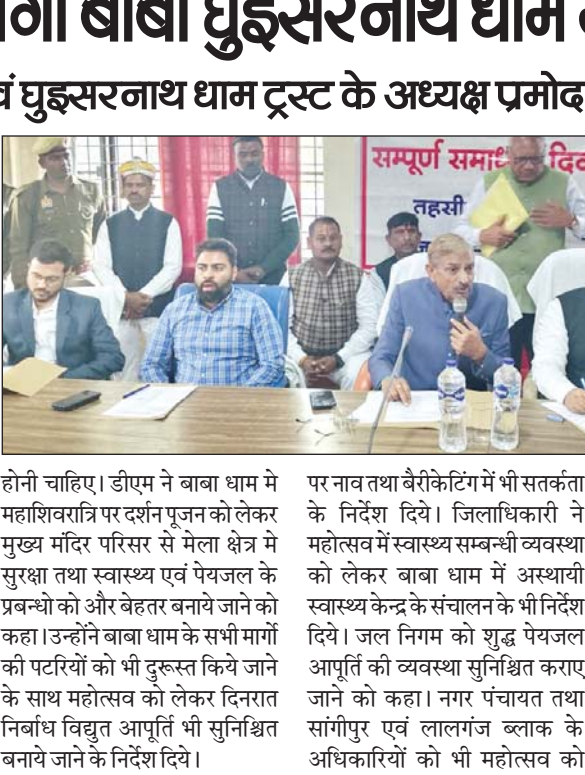 बाबा घुइसरनाथ धाम
घुइसरनाथ धाम ट्रस्ट के अध्यक्ष प्रमोद
सम्पूर्ण
तहसी
होनी चाहिए। डीएम ने बाबा धाम मे
महाशिवरात्रि पर दर्शन पूजन को लेकर
मुख्य मंदिर परिसर से मेला क्षेत्र मे
सुरक्षा तथा स्वास्थ्य एवं पेयजल के
प्रबन्धो को और बेहतर बनाये जाने को
कहा।उन्होंने बाबा धाम के सभी मार्गो
की पटरियों को भी दुरूस्त किये जाने
के साथ महोत्सव को लेकर दिनरात
निर्बाध विद्युत आपूर्ति भी सुनिश्चित
बनाये जाने के निर्देश दिये।
पर नाव तथा बैरीकेटिंग में भी सतर्कता
के निर्देश दिये। जिलाधिकारी ने
महोत्सव में स्वास्थ्य सम्बन्धी व्यवस्था
को लेकर बाबा धाम में अस्थायी
स्वास्थ्य केन्द्र के संचालन के भी निर्देश
दिये। जल निगम को शुद्ध पेयजल
आपूर्ति की व्यवस्था सुनिश्चित कराए
जाने को कहा। नगर पंचायत तथा
सांगीपुर एवं लालगंज ब्लाक के
अधिकारियों को भी महोत्सव को